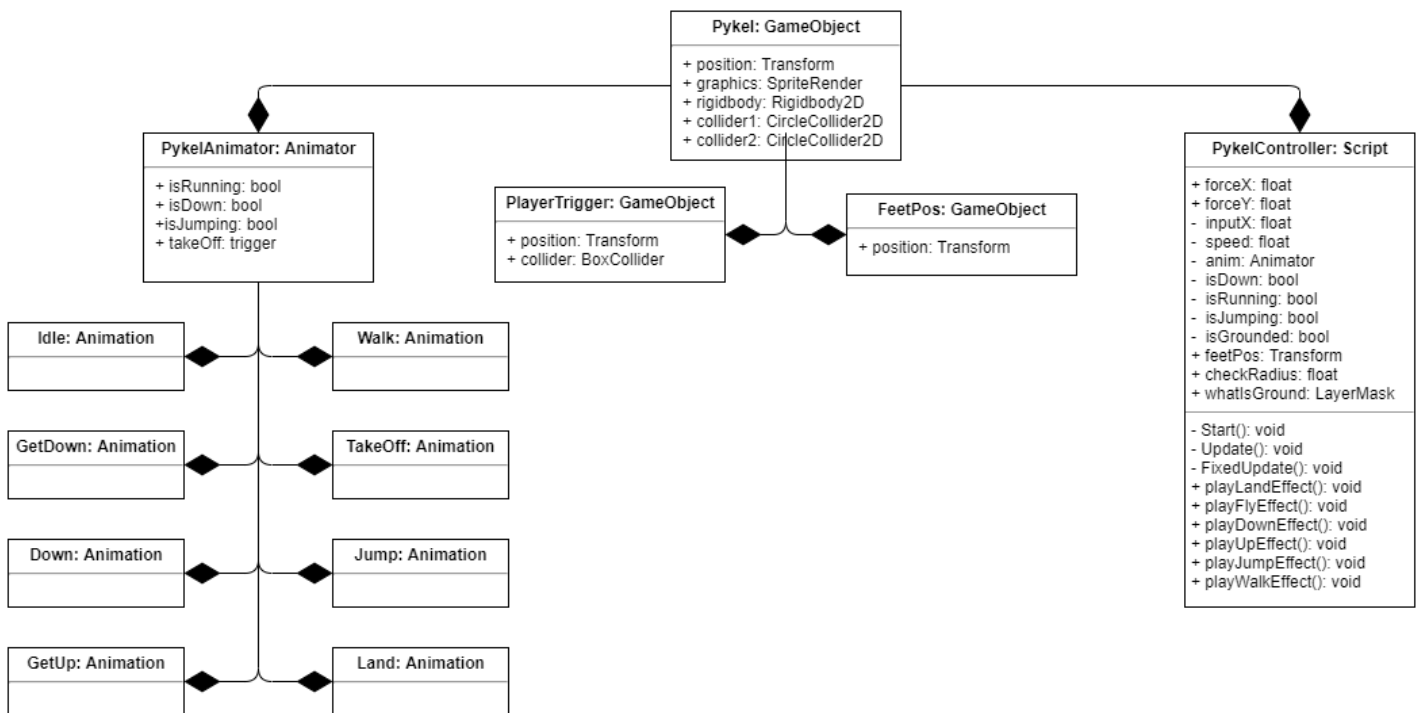 Pykel: GameObject
+ position: Transform
+ graphics: SpriteRender
+ rigidbody: Rigidbody2D
+ collider1: CircleCollider2D
+ collider2: CircleCollider2D
PykelAnimator: Animator
+ isRunning: bool
+ isDown: bool
+isJumping: bool
+ takeOff: trigger
PlayerTrigger: GameObject
+ position: Transform
+ collider: BoxCollider
FeetPos: GameObject
+ position: Transform
PykelController: Script
+ forceX: float
+ forceY: float
- inputX: float
- speed: float
- anim: Animator
- isDown: bool
- isRunning: bool
- isJumping: bool
- isGrounded: bool
+ feetPos: Transform
+ checkRadius: float
+ whatIsGround: LayerMask
- Start(): void
- Update(): void
- FixedUpdate(): void
+ playLandEffect(): void
+ playFlyEffect(): void
+ playDownEffect(): void
+ playUpEffect(): void
+ playJumpEffect(): void
+ playWalkEffect(): void
Idle: Animation
Walk: Animation
GetDown: Animation
TakeOff: Animation
Down: Animation
Jump: Animation
GetUp: Animation
Land: Animation